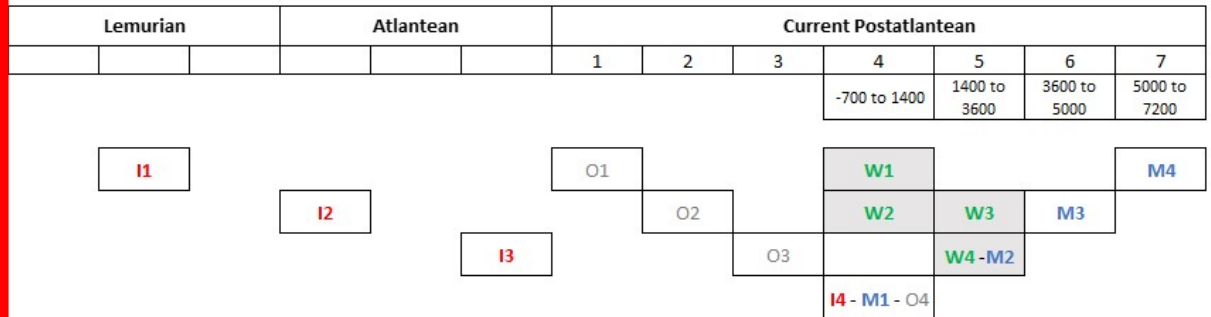 Lemurian Atlantean Current Postatlantean
1 2 3 4 5 6 7
-700 to 1400 1400 to 3600 3600 to 5000 5000 to 7200
I1 O1 W1 M4
I2 O2 W2 W3 M3
I3 O3 W4 -M2
I4 - M1 - O4